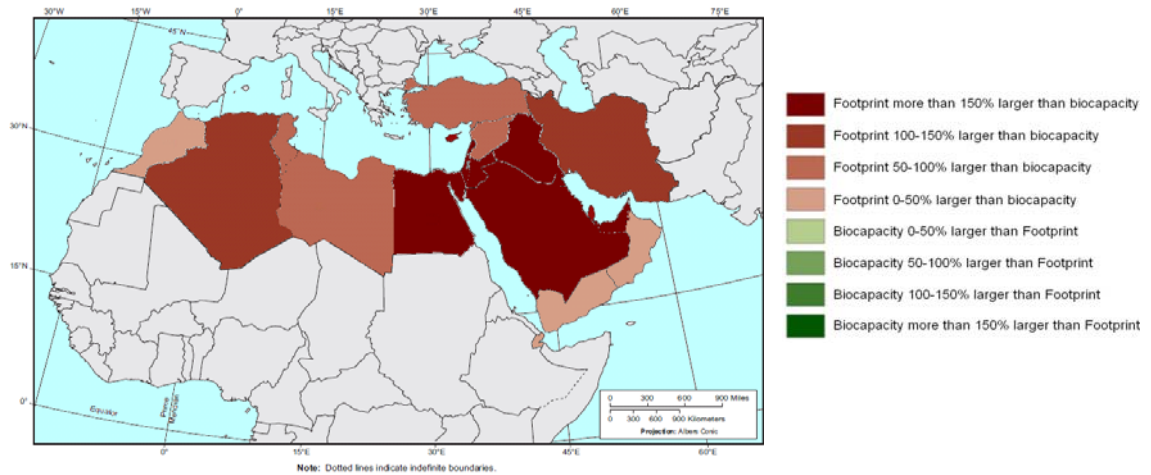 30°W
15°W
0°
15°E
30°E
45°E
60°E
75°E
45°N
30°N
15°N
0°
Equator
Prime
Meridian
0°
15°E
30°E
45°E
60°E
0 300 600 900 Miles
0 300 600 900 Kilometers
Projection: Albers Conic
Note: Dotted lines indicate indefinite boundaries.
Footprint more than 150% larger than biocapacity
Footprint 100-150% larger than biocapacity
Footprint 50-100% larger than biocapacity
Footprint 0-50% larger than biocapacity
Biocapacity 0-50% larger than Footprint
Biocapacity 50-100% larger than Footprint
Biocapacity 100-150% larger than Footprint
Biocapacity more than 150% larger than Footprint